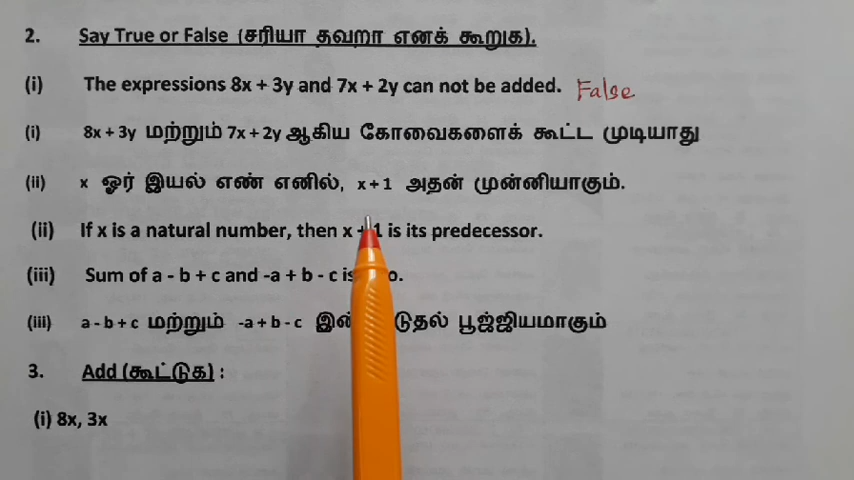 2. Say True or False (சரியா தவறா எனக் கூறுக).
(i) The expressions 8x + 3y and 7x + 2y can not be added. False
(i) 8x + 3y மற்றும் 7x + 2y ஆகிய கோவைகளைக் கூட்ட முடியாது
(ii) x ஓர் இயல் எண் எனில், x + 1 அதன் முன்னியாகும்.
(ii) If x is a natural number, then x + 1 is its predecessor.
(iii) Sum of a - b + c and -a + b - c is
(iii) a - b + c மற்றும் -a + b - c பூஜ்ஜியமாகும்
3. Add (கூட்டுக) :
(i) 8x, 3x